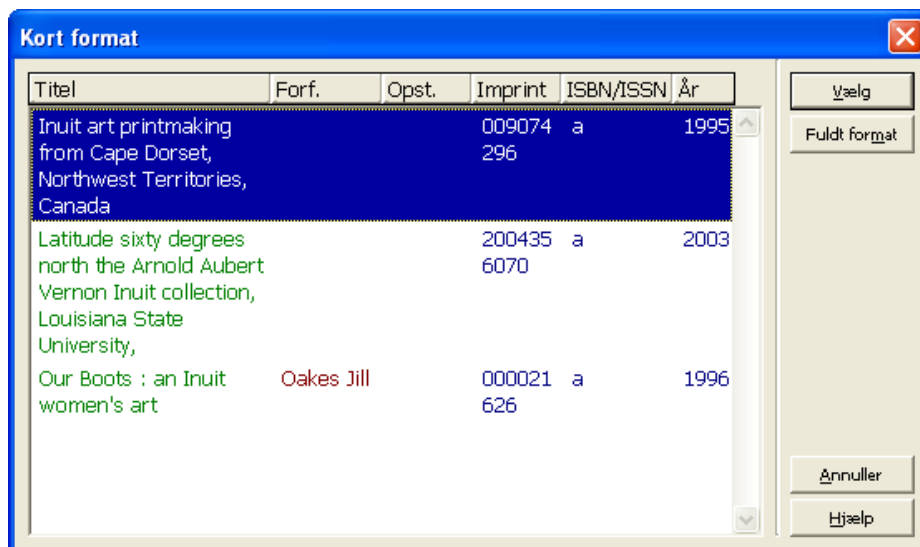 Kort format
Titel Forf. Opst. Imprint ISBN/ISSN År
Vælg
Fuldt format
Inuit art printmaking 009074 a 1995
from Cape Dorset, 296
Northwest Territories,
Canada
Latitude sixty degrees 200435 a 2003
north the Arnold Aubert 6070
Vernon Inuit collection,
Louisiana State
University,
Our Boots : an Inuit Oakes Jill 000021 a 1996
women's art 626
Annuller
Hjælp